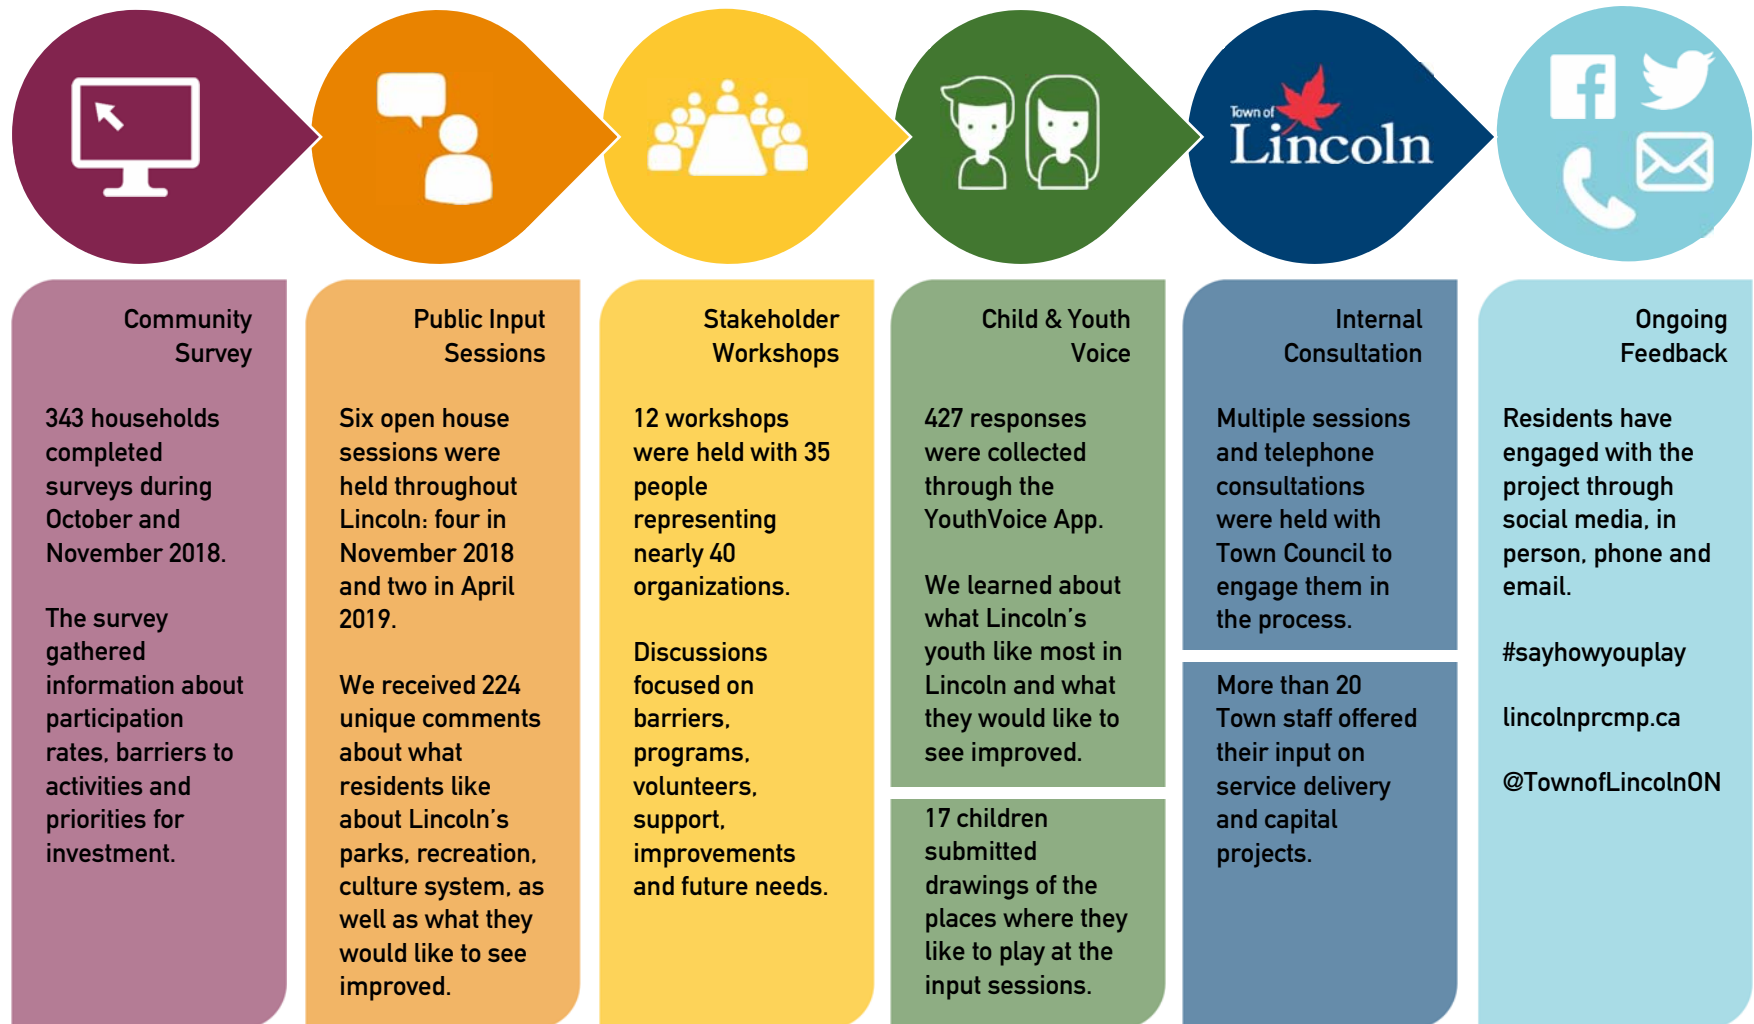 Town of
Lincoln
Community
Survey
343 households
completed
surveys during
October and
November 2018.
The survey
gathered
information about
participation
rates, barriers to
activities and
priorities for
investment.
Public Input
Sessions
Six open house
sessions were
held throughout
Lincoln: four in
November 2018
and two in April
2019.
We received 224
unique comments
about what
residents like
about Lincoln's
parks, recreation,
culture system, as
well as what they
would like to see
improved.
Stakeholder
Workshops
12 workshops
were held with 35
people
representing
nearly 40
organizations.
Discussions
focused on
barriers,
programs,
volunteers,
support,
improvements
and future needs.
Child & Youth
Voice
427 responses
were collected
through the
YouthVoice App.
We learned about
what Lincoln's
youth like most in
Lincoln and what
they would like to
see improved.
17 children
submitted
drawings of the
places where they
like to play at the
input sessions.
Internal
Consultation
Multiple sessions
and telephone
consultations
were held with
Town Council to
engage them in
the process.
More than 20
Town staff offered
their input on
service delivery
and capital
projects.
Ongoing
Feedback
Residents have
engaged with the
project through
social media, in
person, phone and
email.
#sayhowyouplay
lincolnprcmp.ca
@TownofLincolnON